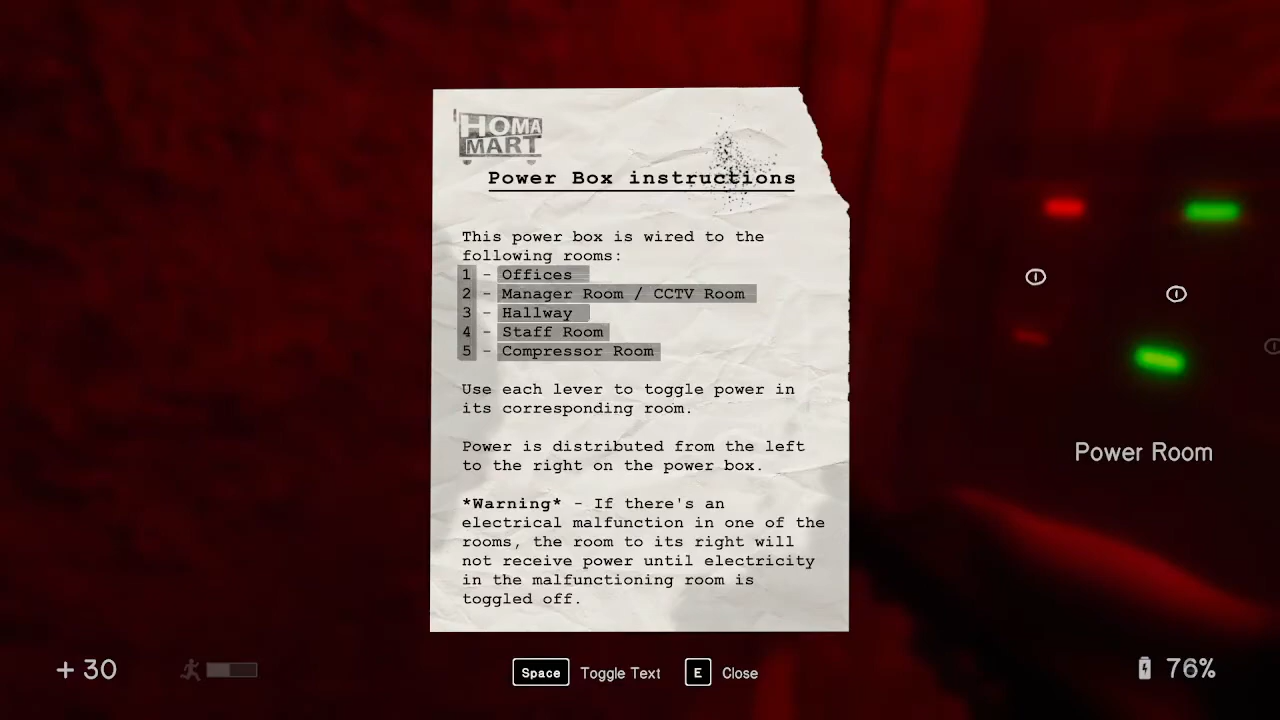 HOMA
MART
Power Box instructions
This power box is wired to the
following rooms:
1 - Offices
2 - Manager Room / CCTV Room
3 - Hallway
4 - Staff Room
5 - Compressor Room
Use each lever to toggle power in
its corresponding room.
Power is distributed from the left
to the right on the power box.
*Warning* - If there's an
electrical malfunction in one of the
rooms, the room to its right will
not receive power until electricity
in the malfunctioning room is
toggled off.
Power Room
+ 30
Space Toggle Text E Close
76%